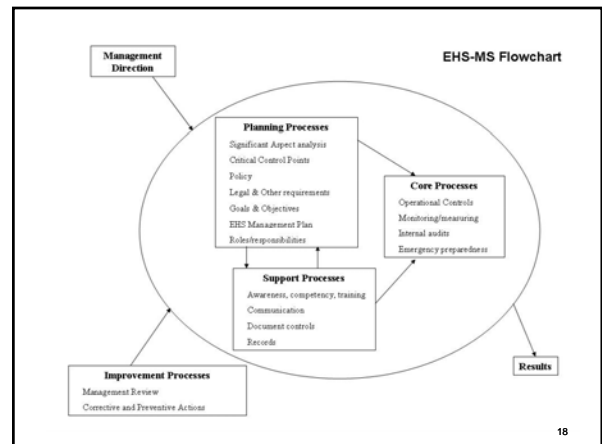 EHS-MS Flowchart
Management
Direction
Planning Processes
Significant Aspect analysis
Critical Control Points
Policy
Legal & Other requirements
Goals & Objectives
EHS Management Plan
Roles/responsibilities
Core Processes
Operational Controls
Monitoring/measuring
Internal audits
Emergency preparedness
Support Processes
Awareness, competency, training
Communication
Document controls
Records
Improvement Processes
Management Review
Corrective and Preventive Actions
Results
18